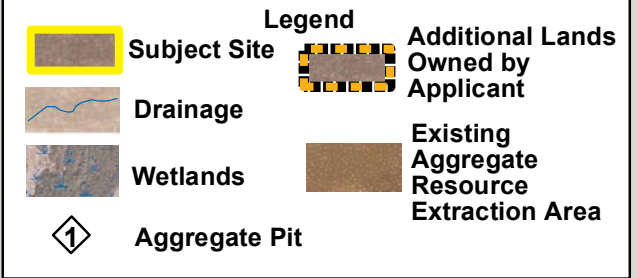 Legend
Subject Site
Drainage
Wetlands
1
Aggregate Pit
Additional Lands
Owned by
Applicant
Existing
Aggregate
Resource
Extraction Area